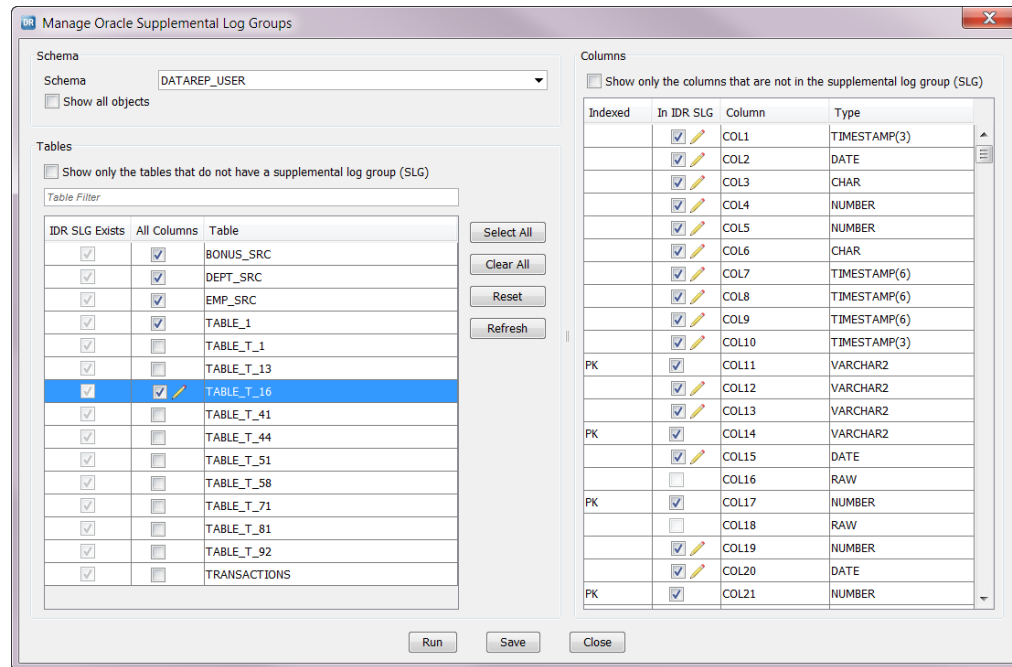 DR Manage Oracle Supplemental Log Groups
Schema
Schema DATAREP_USER
Show all objects
Tables
Show only the tables that do not have a supplemental log group (SLG)
Table Filter
IDR SLG Exists All Columns Table
BONUS_SRC
DEPT_SRC
EMP_SRC
TABLE_1
TABLE_T_1
TABLE_T_13
TABLE_T_16
TABLE_T_41
TABLE_T_44
TABLE_T_51
TABLE_T_58
TABLE_T_71
TABLE_T_81
TABLE_T_92
TRANSACTIONS
Select All
Clear All
Reset
Refresh
Columns
Show only the columns that are not in the supplemental log group (SLG)
Indexed In IDR SLG Column Type
COL1 TIMESTAMP(3)
COL2 DATE
COL3 CHAR
COL4 NUMBER
COL5 NUMBER
COL6 CHAR
COL7 TIMESTAMP(6)
COL8 TIMESTAMP(6)
COL9 TIMESTAMP(6)
COL10 TIMESTAMP(3)
PK COL11 VARCHAR2
COL12 VARCHAR2
COL13 VARCHAR2
PK COL14 VARCHAR2
COL15 DATE
COL16 RAW
PK COL17 NUMBER
COL18 RAW
COL19 NUMBER
COL20 DATE
PK COL21 NUMBER
Run Save Close